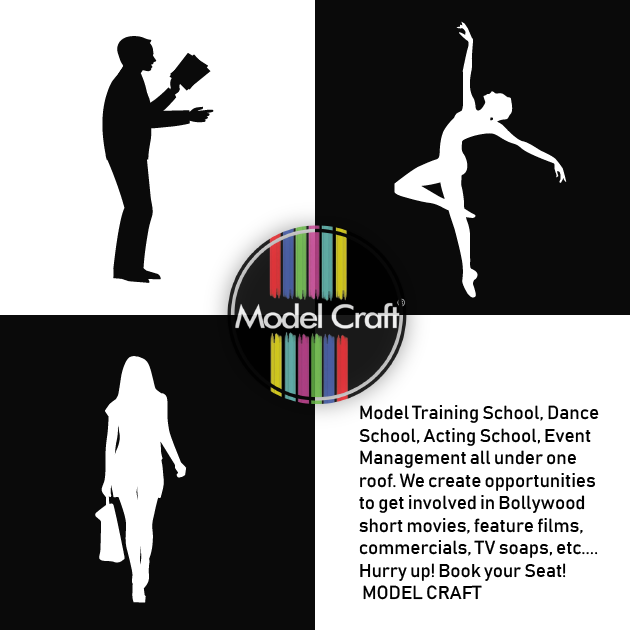 Model Craft®
Model Training School, Dance
School, Acting School, Event
Management all under one
roof. We create opportunities
to get involved in Bollywood
short movies, feature films,
commercials, TV soaps, etc....
Hurry up! Book your Seat!
MODEL CRAFT